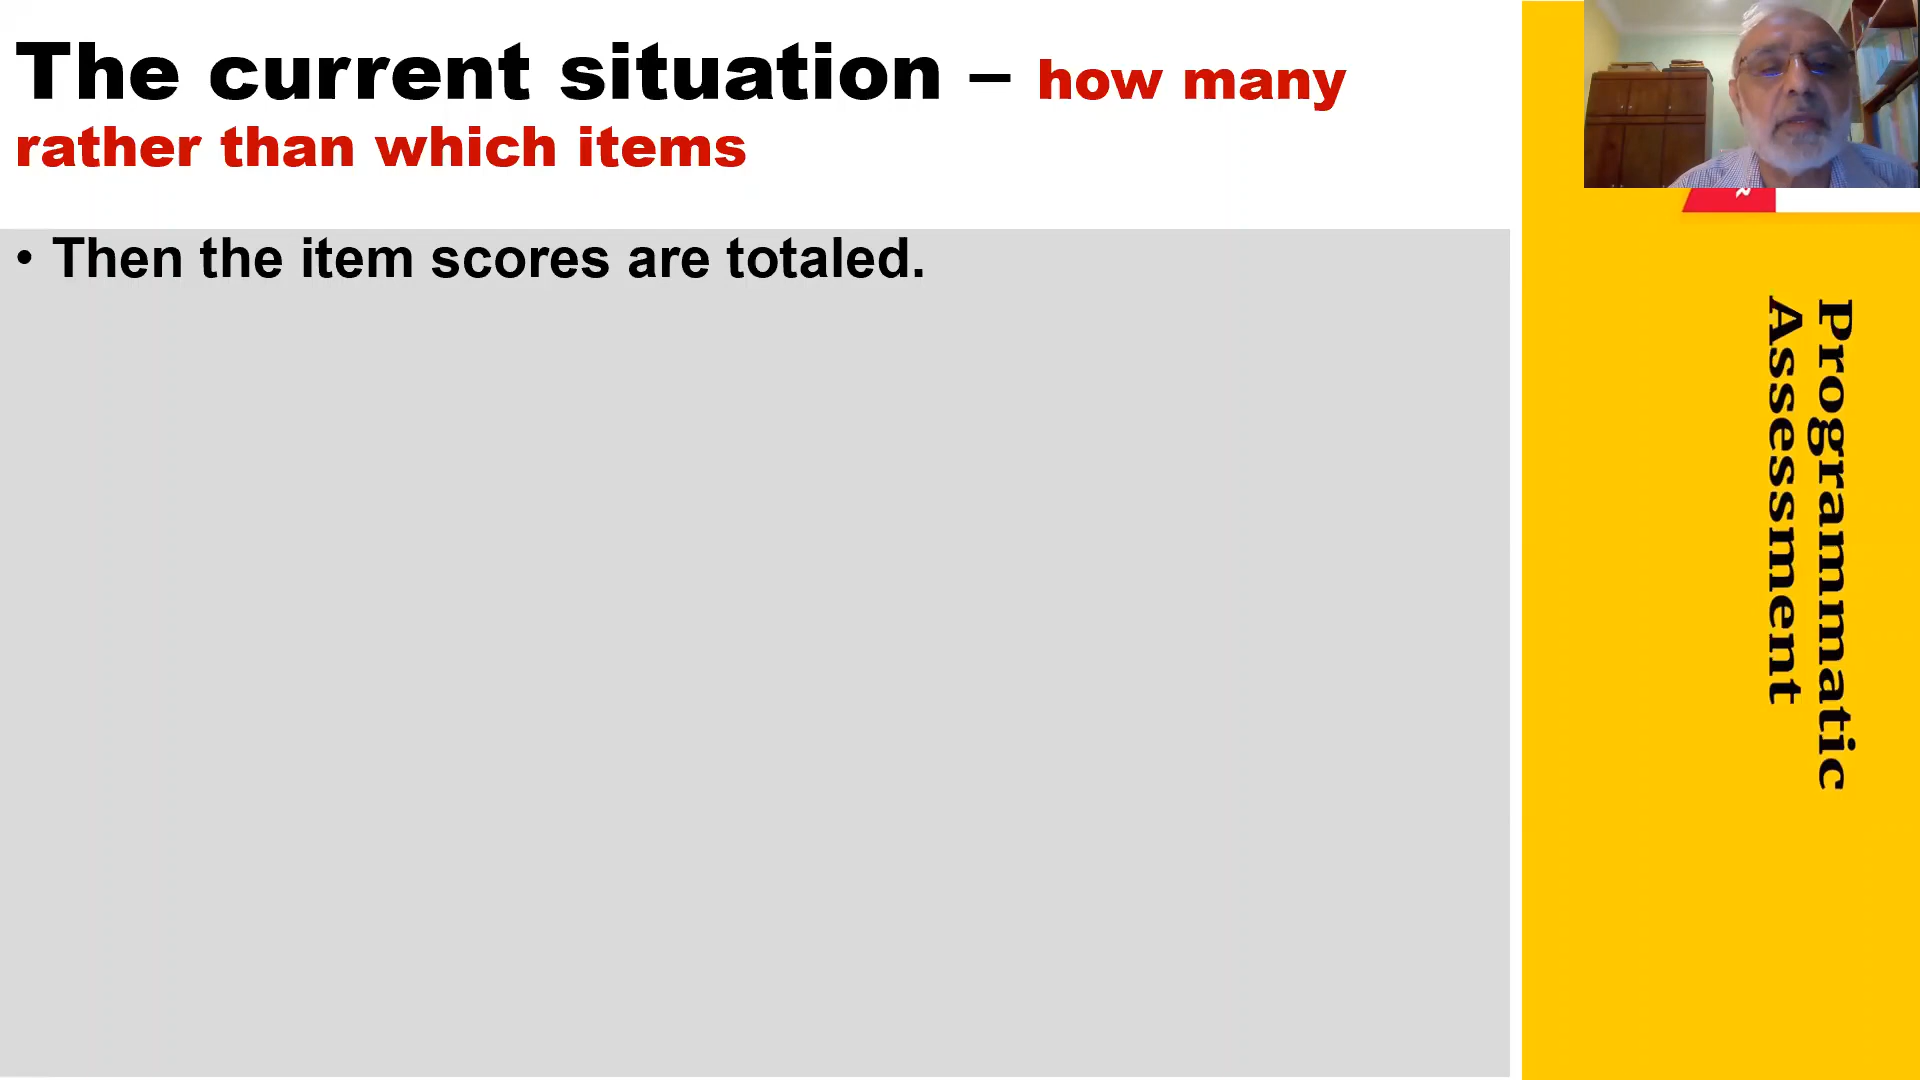 The current situation – how many
rather than which items
• Then the item scores are totaled.
Programmatic
Assessment